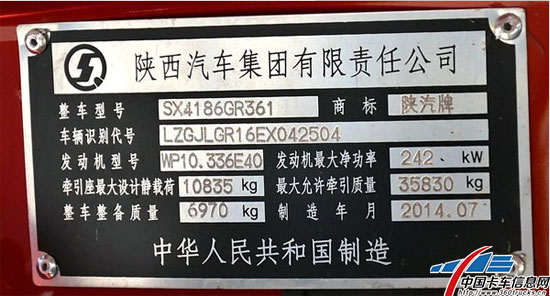 陕西汽车集团有限责任公司
整车型号 SX4186GR361 商标 陕汽牌
车辆识别代号 LZGJLGR16EX042504
发动机型号 WP10.336E40 发动机最大净功率 242. kW
牵引座最大设计静载荷 10835 kg 最大允许牵引质量 35830 kg
整车整备质量 6970 kg 制造年月 2014.07
中华人民共和国制造
中国卡车信息网
http://www.360trucks.cn